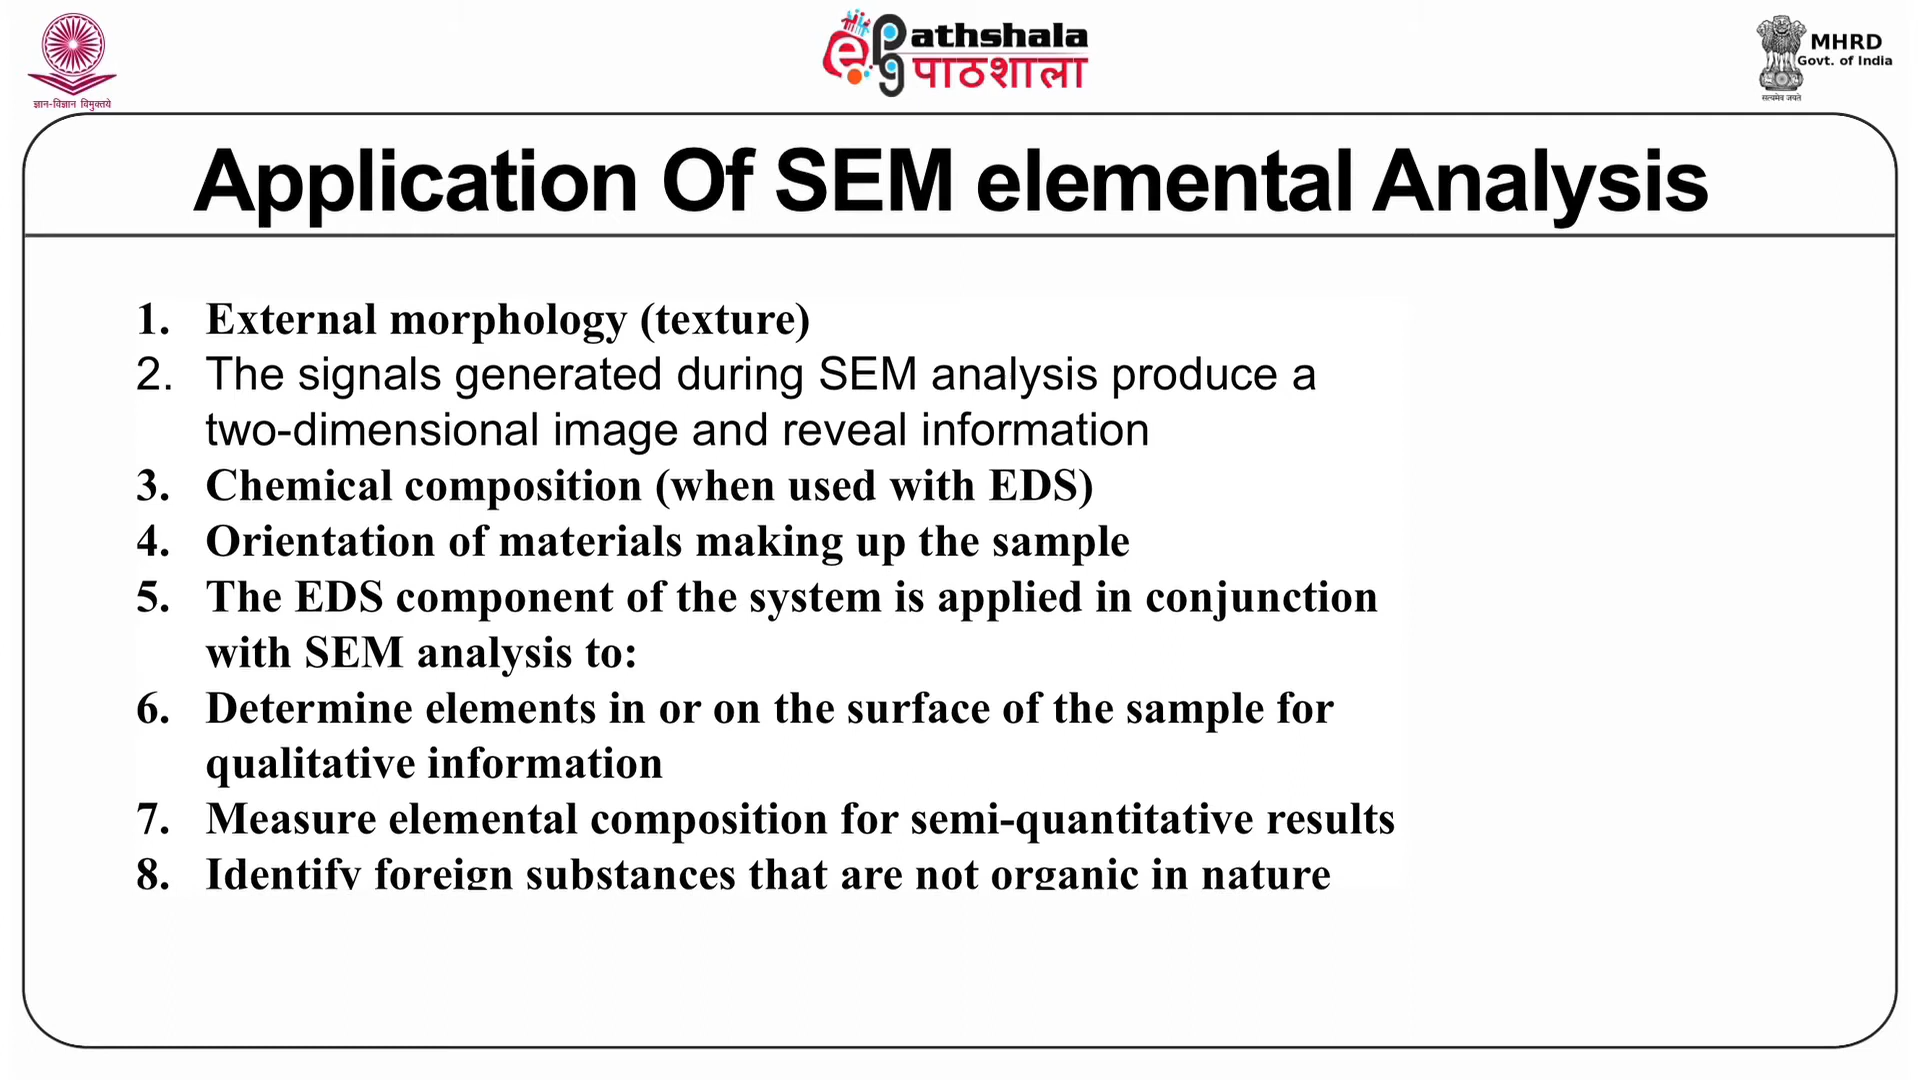 ज्ञान-विज्ञान विमुक्तये
ePg Pathshala
पाठशाला
MHRD
Govt. of India
सत्यमेव जयते
Application Of SEM elemental Analysis
1. External morphology (texture)
2. The signals generated during SEM analysis produce a
two-dimensional image and reveal information
3. Chemical composition (when used with EDS)
4. Orientation of materials making up the sample
5. The EDS component of the system is applied in conjunction
with SEM analysis to:
6. Determine elements in or on the surface of the sample for
qualitative information
7. Measure elemental composition for semi-quantitative results
8. Identify foreign substances that are not organic in nature